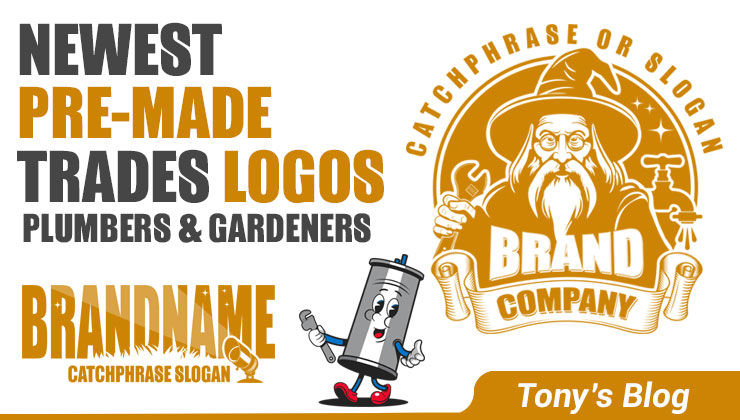 NEWEST
PRE-MADE
TRADES LOGOS
PLUMBERS & GARDENERS
BRANDNAME
CATCHPHRASE SLOGAN
CATCHPHRASE OR SLOGAN
BRAND
COMPANY
Tony's Blog